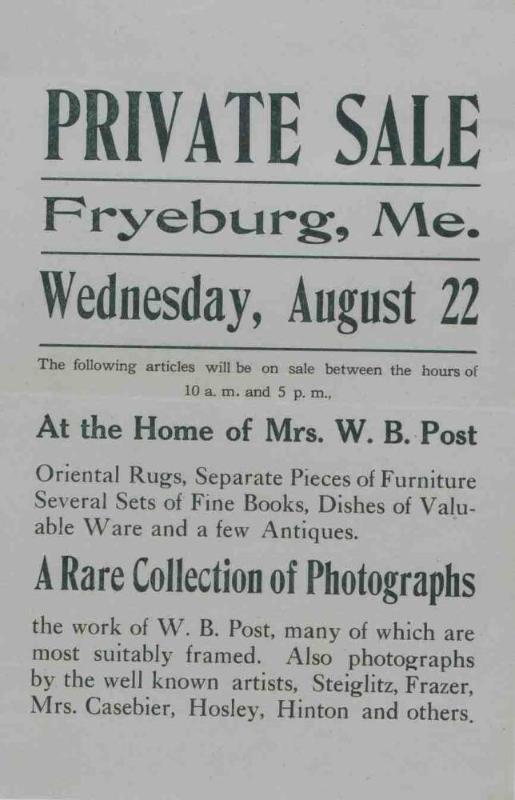 PRIVATE SALE
Fryeburg, Me.
Wednesday, August 22
The following articles will be on sale between the hours of
10 a. m. and 5 p. m.,
At the Home of Mrs. W. B. Post
Oriental Rugs, Separate Pieces of Furniture
Several Sets of Fine Books, Dishes of Valu-
able Ware and a few Antiques.
A Rare Collection of Photographs
the work of W. B. Post, many of which are
most suitably framed. Also photographs
by the well known artists, Steiglitz, Frazer,
Mrs. Casebier, Hosley, Hinton and others.